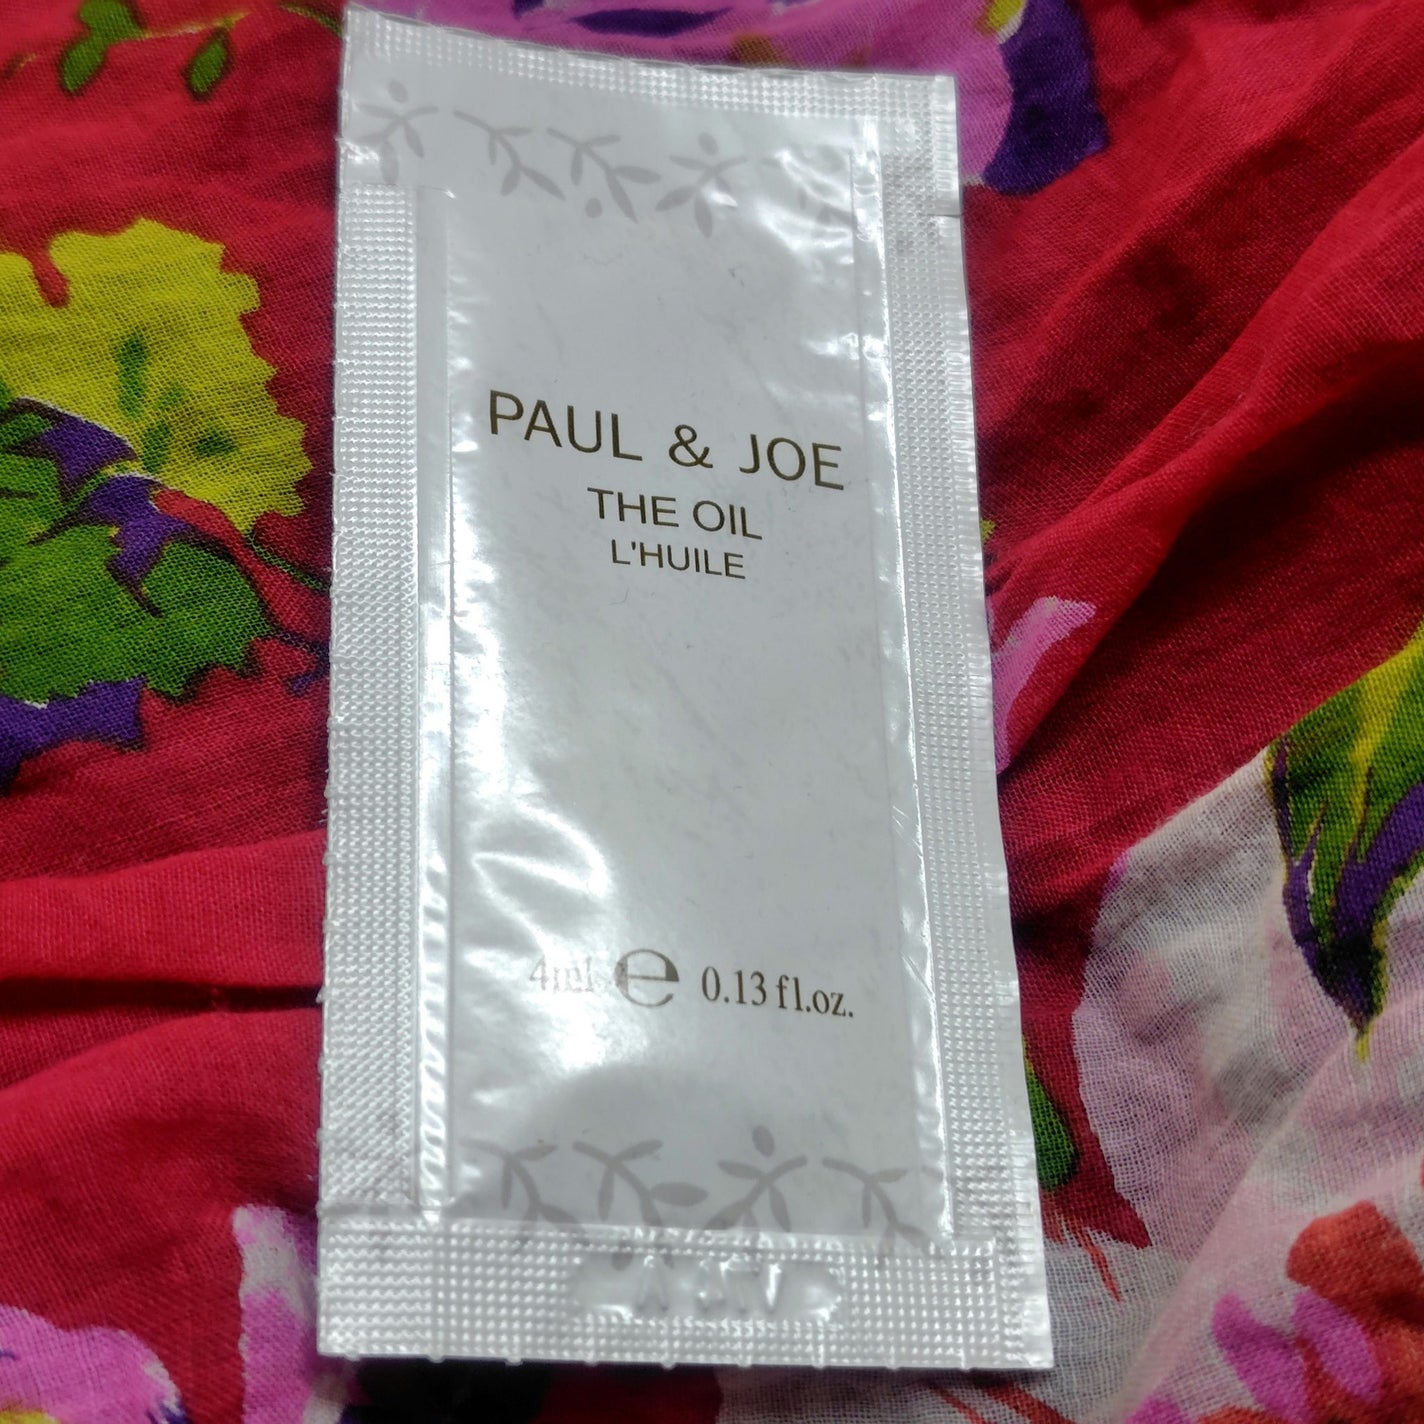 PAUL & JOE
THE OIL
L'HUILE
4ml ℮ 0.13 fl.oz.